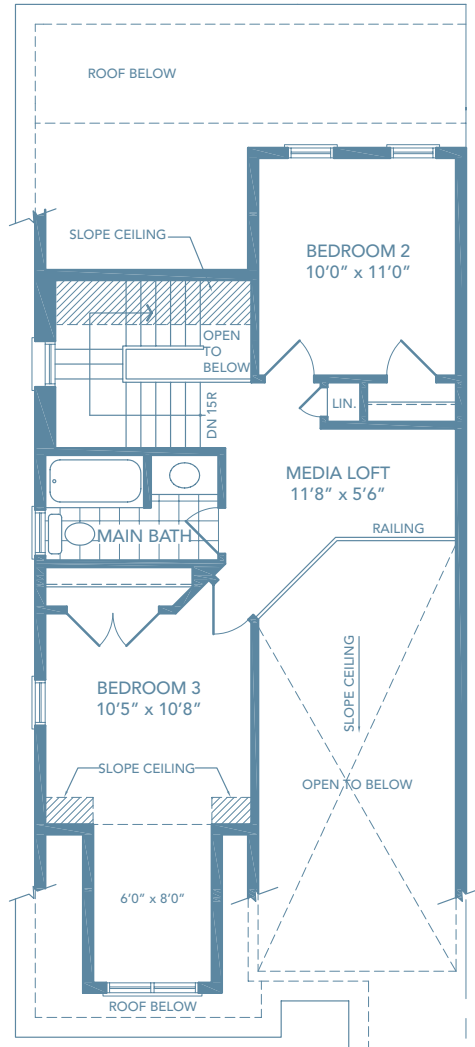 ROOF BELOW
SLOPE CEILING
BEDROOM 2
10'0" x 11'0"
OPEN
TO
BELOW
DN 15R
LIN.
MEDIA LOFT
11'8" x 5'6"
RAILING
MAIN BATH
SLOPE CEILING
BEDROOM 3
10'5" x 10'8"
SLOPE CEILING
OPEN TO BELOW
6'0" x 8'0"
ROOF BELOW